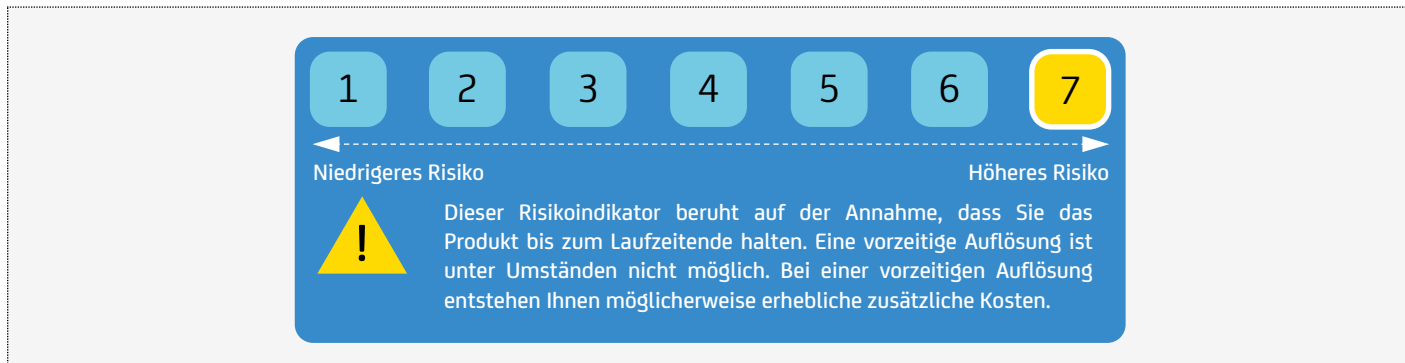 1 2 3 4 5 6 7
Niedrigeres Risiko Höheres Risiko
!
Dieser Risikoindikator beruht auf der Annahme, dass Sie das
Produkt bis zum Laufzeitende halten. Eine vorzeitige Auflösung ist
unter Umständen nicht möglich. Bei einer vorzeitigen Auflösung
entstehen Ihnen möglicherweise erhebliche zusätzliche Kosten.